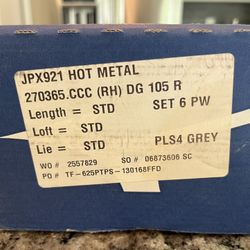 JPX921 HOT METAL
270365.CCC (RH) DG 105 R
Length = STD SET 6 PW
Loft = STD
Lie = STD PLS4 GREY
WO # 2557829 SO # 06873606 SC
PO # TF-625PTPS-130168FFD